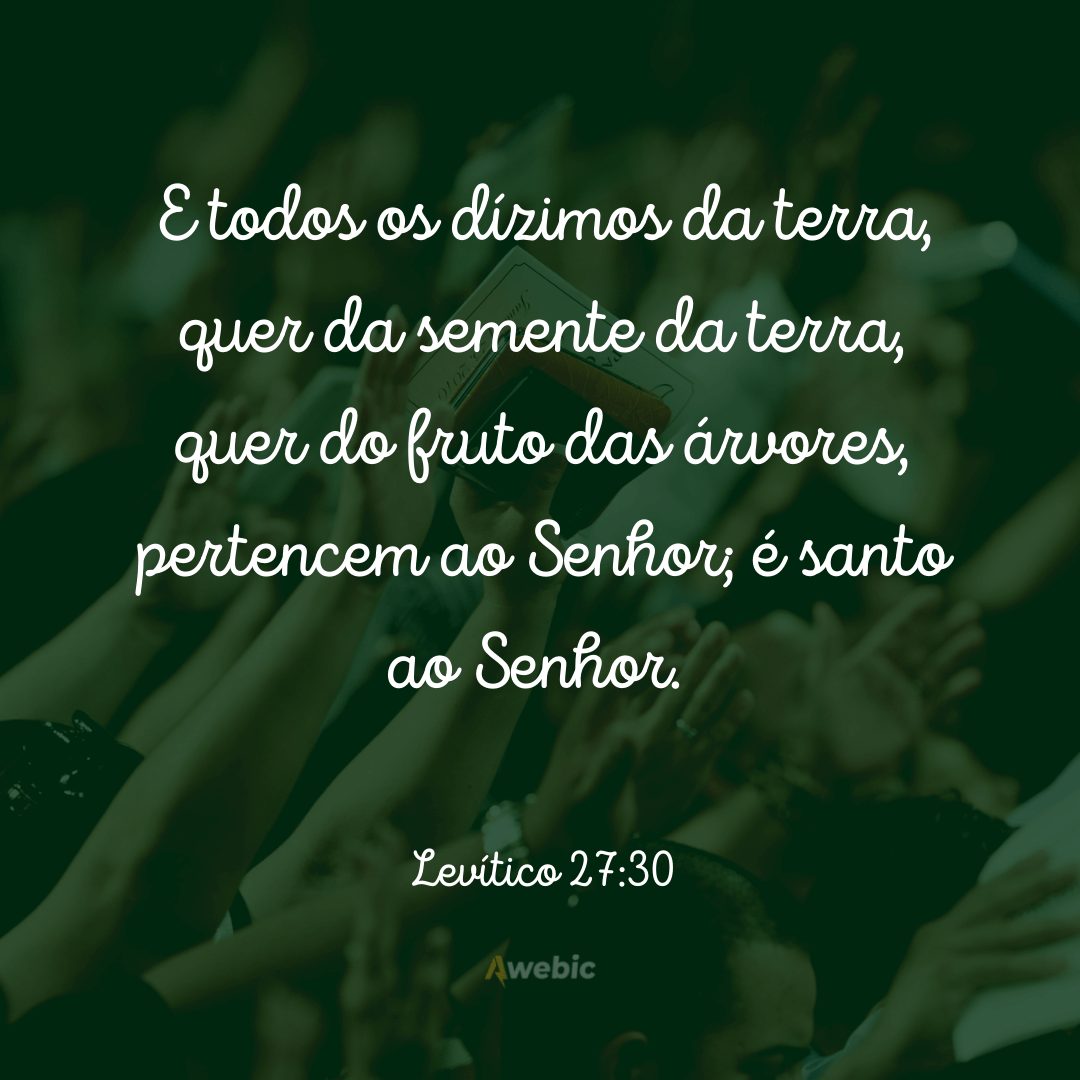 E todos os dízimos da terra,
quer da semente da terra,
quer do fruto das árvores,
pertencem ao Senhor; é santo
ao Senhor.
Levítico 27:30
Awebic